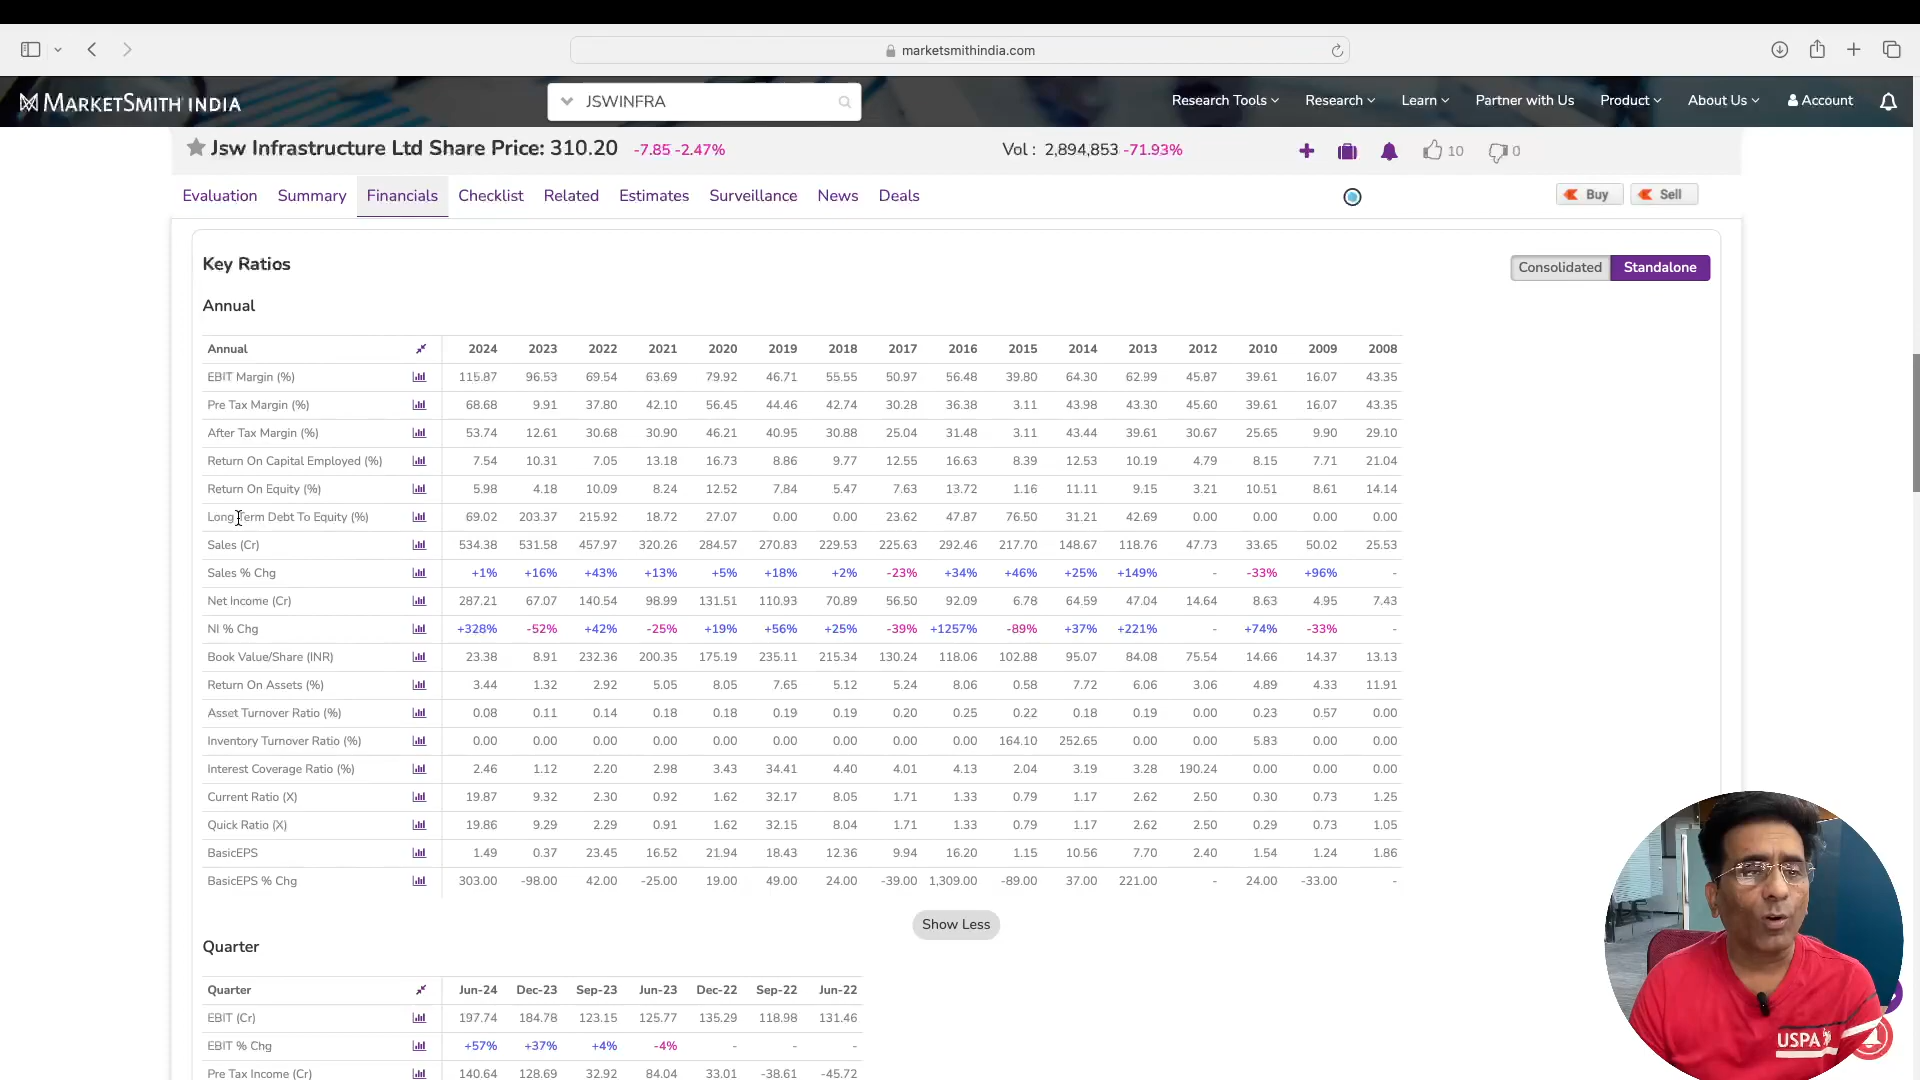 marketsmithindia.com
MARKETSMITH INDIA
JSWINFRA
Research Tools Research Learn Partner with Us Product About Us Account
Jsw Infrastructure Ltd Share Price: 310.20 -7.85 -2.47% Vol : 2,894,853 -71.93% 10 0
Evaluation Summary Financials Checklist Related Estimates Surveillance News Deals Buy Sell
Key Ratios Consolidated Standalone
Annual
Annual 2024 2023 2022 2021 2020 2019 2018 2017 2016 2015 2014 2013 2012 2010 2009 2008
EBIT Margin (%) 115.87 96.53 69.54 63.69 79.92 46.71 55.55 50.97 56.48 39.80 64.30 62.99 45.87 39.61 16.07 43.35
Pre Tax Margin (%) 68.68 9.91 37.80 42.10 56.45 44.46 42.74 30.28 36.38 3.11 43.98 43.30 45.60 39.61 16.07 43.35
After Tax Margin (%) 53.74 12.61 30.68 30.90 46.21 40.95 30.88 25.04 31.48 3.11 43.44 39.61 30.67 25.65 9.90 29.10
Return On Capital Employed (%) 7.54 10.31 7.05 13.18 16.73 8.86 9.77 12.55 16.63 8.39 12.53 10.19 4.79 8.15 7.71 21.04
Return On Equity (%) 5.98 4.18 10.09 8.24 12.52 7.84 5.47 7.63 13.72 1.16 11.11 9.15 3.21 10.51 8.61 14.14
Long Term Debt To Equity (%) 69.02 203.37 215.92 18.72 27.07 0.00 0.00 23.62 47.87 76.50 31.21 42.69 0.00 0.00 0.00 0.00
Sales (Cr) 534.38 531.58 457.97 320.26 284.57 270.83 229.53 225.63 292.46 217.70 148.67 118.76 47.73 33.65 50.02 25.53
Sales % Chg +1% +16% +43% +13% +5% +18% +2% -23% +34% +46% +25% +149% - -33% +96% -
Net Income (Cr) 287.21 67.07 140.54 98.99 131.51 110.93 70.89 56.50 92.09 6.78 64.59 47.04 14.64 8.63 4.95 7.43
NI % Chg +328% -52% +42% -25% +19% +56% +25% -39% +1257% -89% +37% +221% - +74% -33% -
Book Value/Share (INR) 23.38 8.91 232.36 200.35 175.19 235.11 215.34 130.24 118.06 102.88 95.07 84.08 75.54 14.66 14.37 13.13
Return On Assets (%) 3.44 1.32 2.92 5.05 8.05 7.65 5.12 5.24 8.06 0.58 7.72 6.06 3.06 4.89 4.33 11.91
Asset Turnover Ratio (%) 0.08 0.11 0.14 0.18 0.18 0.19 0.19 0.20 0.25 0.22 0.18 0.19 0.00 0.23 0.57 0.00
Inventory Turnover Ratio (%) 0.00 0.00 0.00 0.00 0.00 0.00 0.00 0.00 0.00 164.10 252.65 0.00 0.00 5.83 0.00 0.00
Interest Coverage Ratio (%) 2.46 1.12 2.20 2.98 3.43 34.41 4.40 4.01 4.13 2.04 3.19 3.28 190.24 0.00 0.00 0.00
Current Ratio (X) 19.87 9.32 2.30 0.92 1.62 32.17 8.05 1.71 1.33 0.79 1.17 2.62 2.50 0.30 0.73 1.25
Quick Ratio (X) 19.86 9.29 2.29 0.91 1.62 32.15 8.04 1.71 1.33 0.79 1.17 2.62 2.50 0.29 0.73 1.05
BasicEPS 1.49 0.37 23.45 16.52 21.94 18.43 12.36 9.94 16.20 1.15 10.56 7.70 2.40 1.54 1.24 1.86
BasicEPS % Chg 303.00 -98.00 42.00 -25.00 19.00 49.00 24.00 -39.00 1,309.00 -89.00 37.00 221.00 - 24.00 -33.00 -
Show Less
Quarter
Quarter Jun-24 Dec-23 Sep-23 Jun-23 Dec-22 Sep-22 Jun-22
EBIT (Cr) 197.74 184.78 123.15 125.77 135.29 118.98 131.46
EBIT % Chg +57% +37% +4% -4% - - -
Pre Tax Income (Cr) 140.64 128.69 32.92 84.04 33.01 -38.61 -45.72
USPA